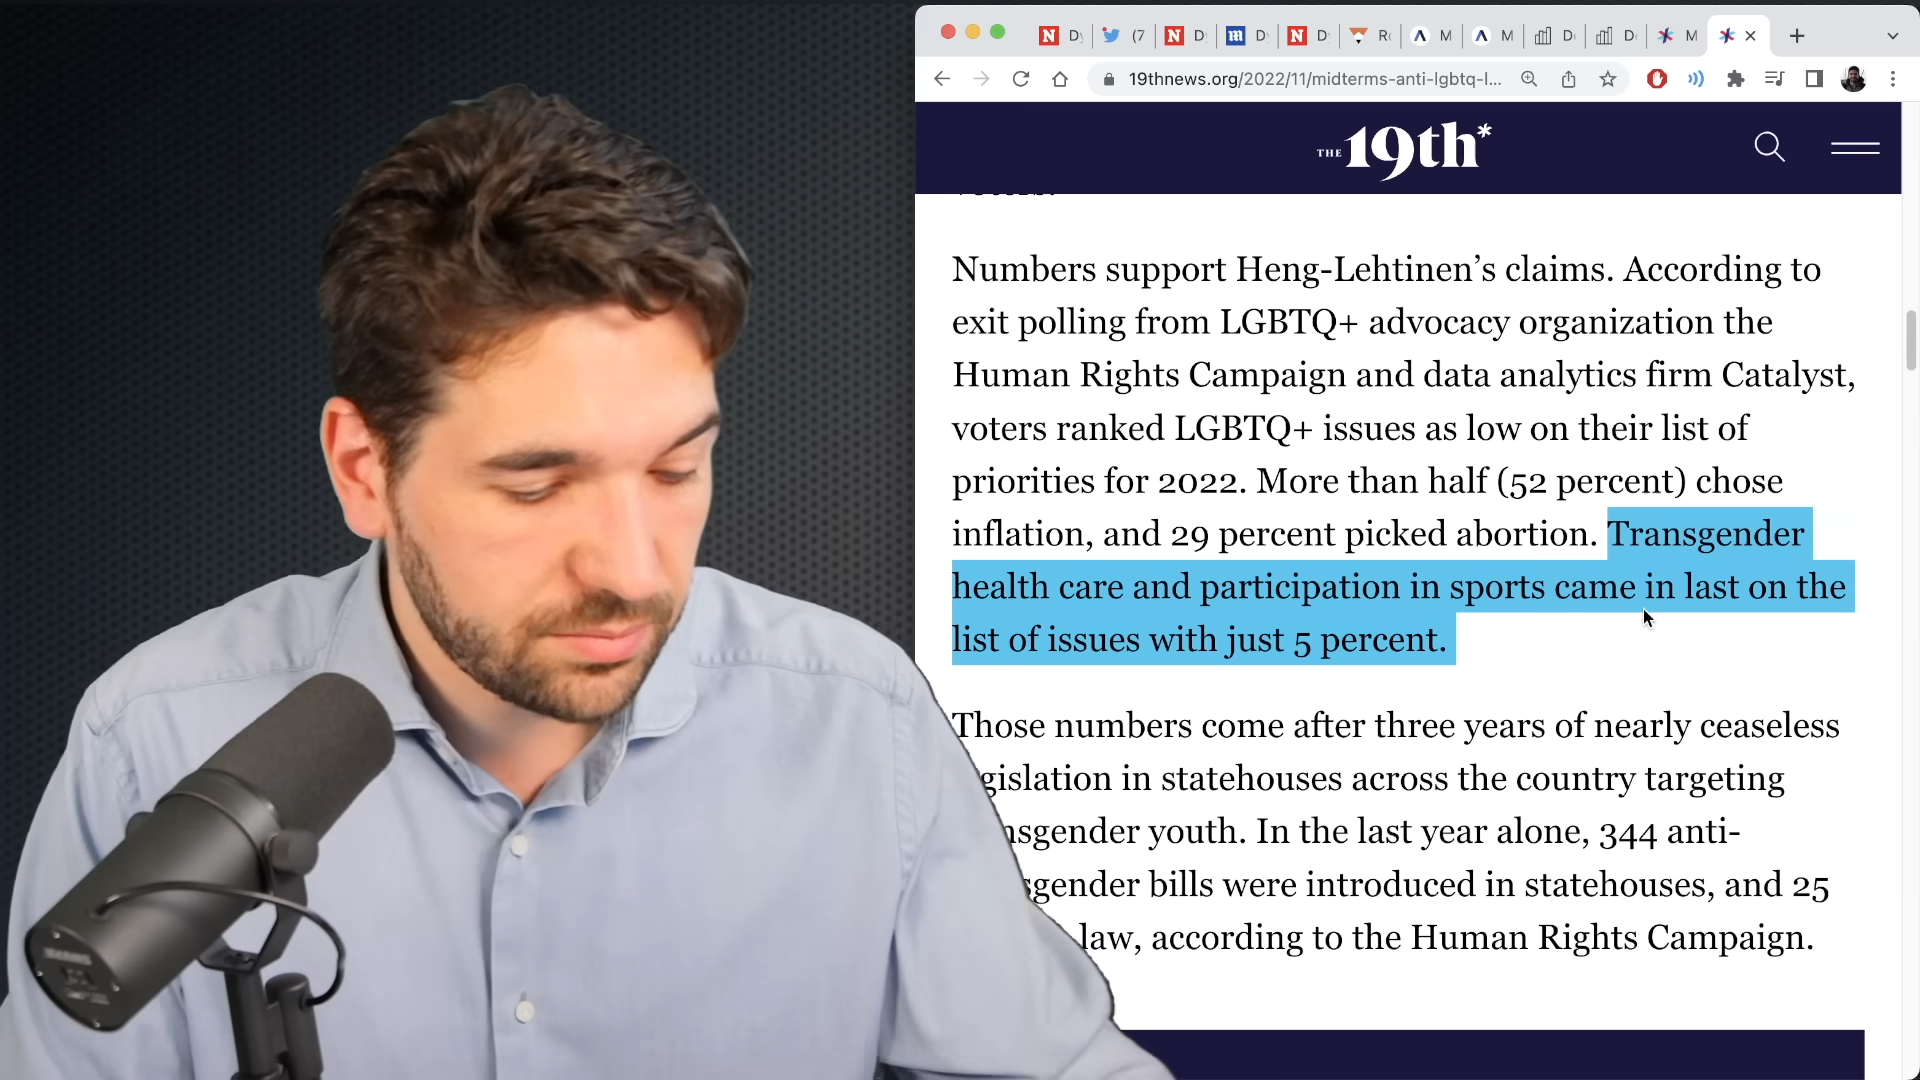 D
(7
D
D
D
R
M
M
D
D
M
19thnews.org/2022/11/midterms-anti-lgbtq-l...
THE 19th*
voters.
Numbers support Heng-Lehtinen’s claims. According to
exit polling from LGBTQ+ advocacy organization the
Human Rights Campaign and data analytics firm Catalyst,
voters ranked LGBTQ+ issues as low on their list of
priorities for 2022. More than half (52 percent) chose
inflation, and 29 percent picked abortion. Transgender
health care and participation in sports came in last on the
list of issues with just 5 percent.
Those numbers come after three years of nearly ceaseless
gislation in statehouses across the country targeting
nsgender youth. In the last year alone, 344 anti-
sgender bills were introduced in statehouses, and 25
law, according to the Human Rights Campaign.